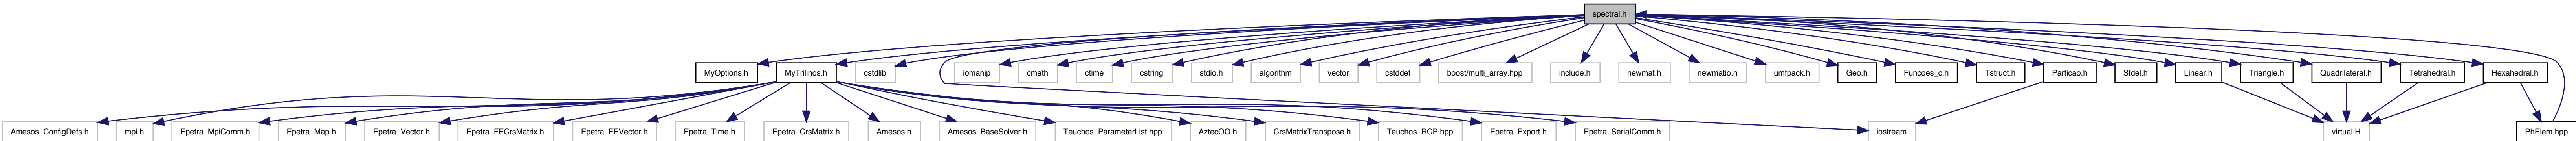 spectral.h
MyOptions.h
MyTrilinos.h
cstdlib
iomanip
cmath
ctime
cstring
stdio.h
algorithm
vector
cstddef
boost/multi_array.hpp
include.h
newmat.h
newmatio.h
umfpack.h
Geo.h
Funcoes_c.h
Tstruct.h
Particao.h
Stdel.h
Linear.h
Triangle.h
Quadrilateral.h
Tetrahedral.h
Hexahedral.h
Amesos_ConfigDefs.h
mpi.h
Epetra_MpiComm.h
Epetra_Map.h
Epetra_Vector.h
Epetra_FECrsMatrix.h
Epetra_FEVector.h
Epetra_Time.h
Epetra_CrsMatrix.h
Amesos.h
Amesos_BaseSolver.h
Teuchos_ParameterList.hpp
AztecOO.h
CrsMatrixTranspose.h
Teuchos_RCP.hpp
Epetra_Export.h
Epetra_SerialComm.h
iostream
virtual.H
PhElem.hpp